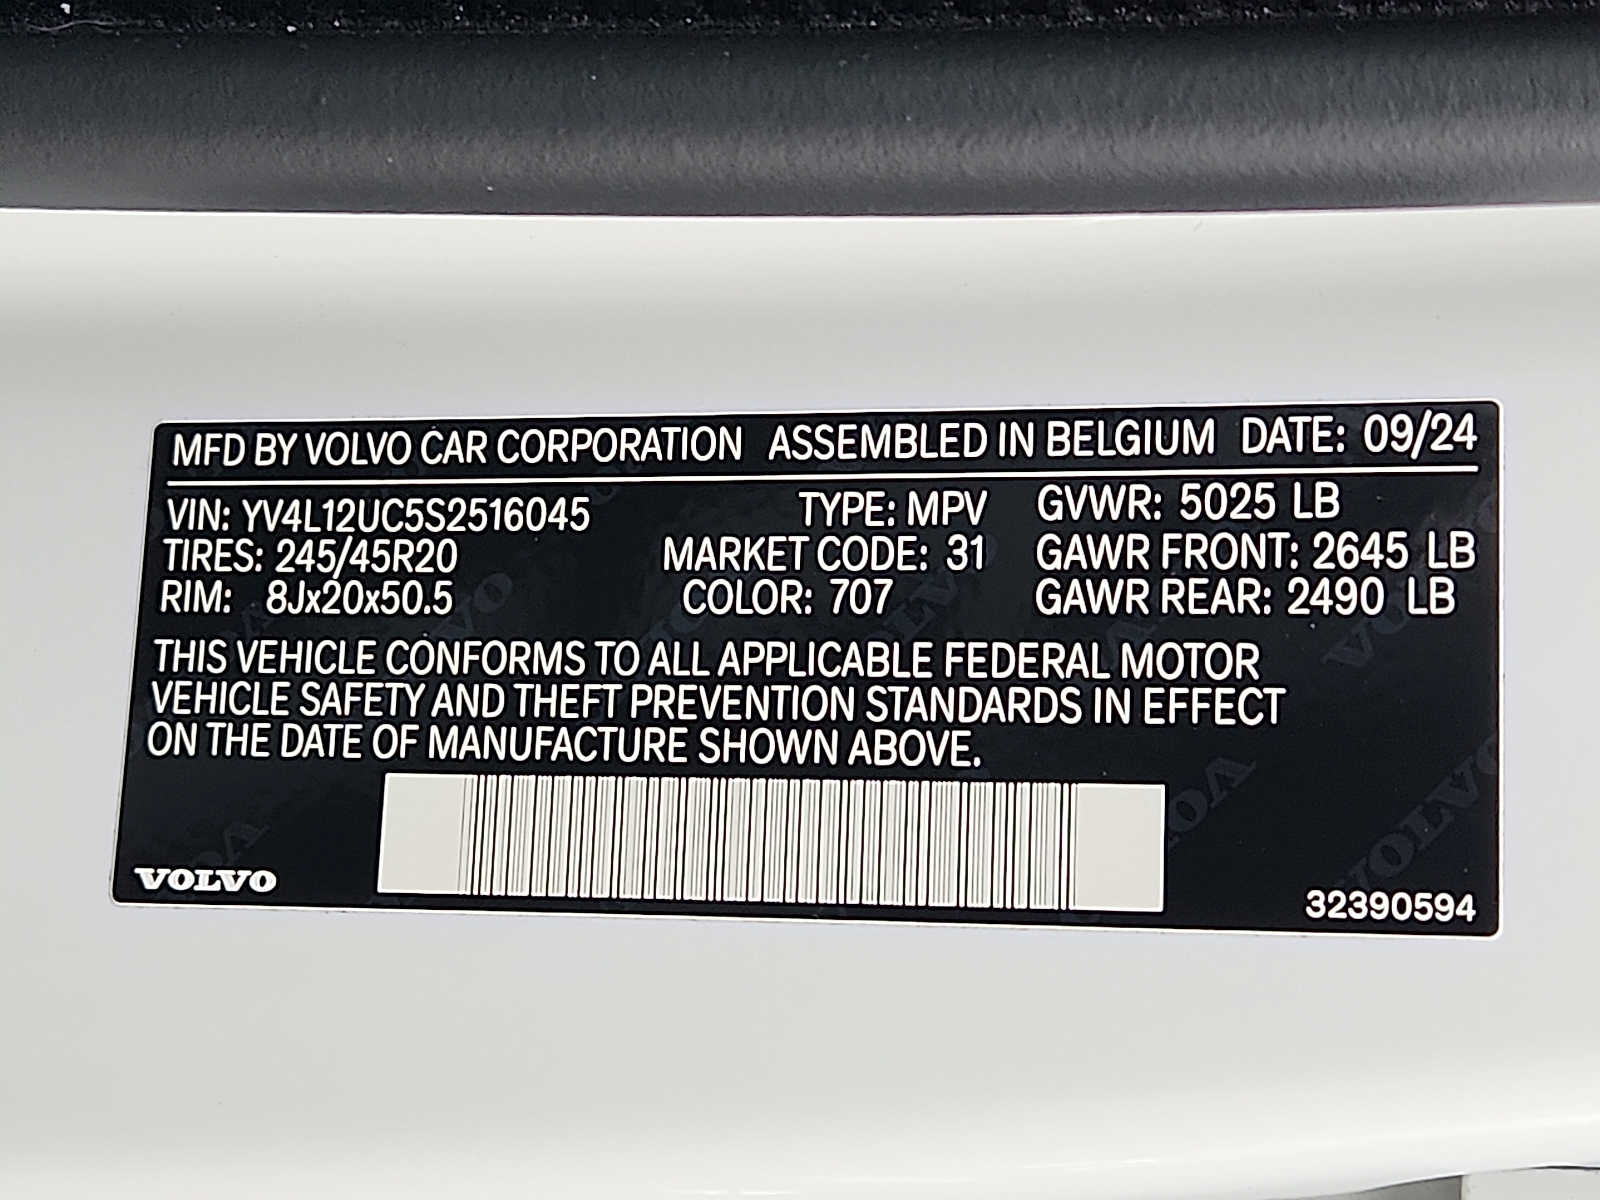 MFD BY VOLVO CAR CORPORATION ASSEMBLED IN BELGIUM DATE: 09/24
VIN: YV4L12UC5S2516045 TYPE: MPV GVWR: 5025 LB
TIRES: 245/45R20 MARKET CODE: 31 GAWR FRONT: 2645 LB
RIM: 8Jx20x50.5 COLOR: 707 GAWR REAR: 2490 LB
THIS VEHICLE CONFORMS TO ALL APPLICABLE FEDERAL MOTOR
VEHICLE SAFETY AND THEFT PREVENTION STANDARDS IN EFFECT
ON THE DATE OF MANUFACTURE SHOWN ABOVE.
VOLVO 32390594